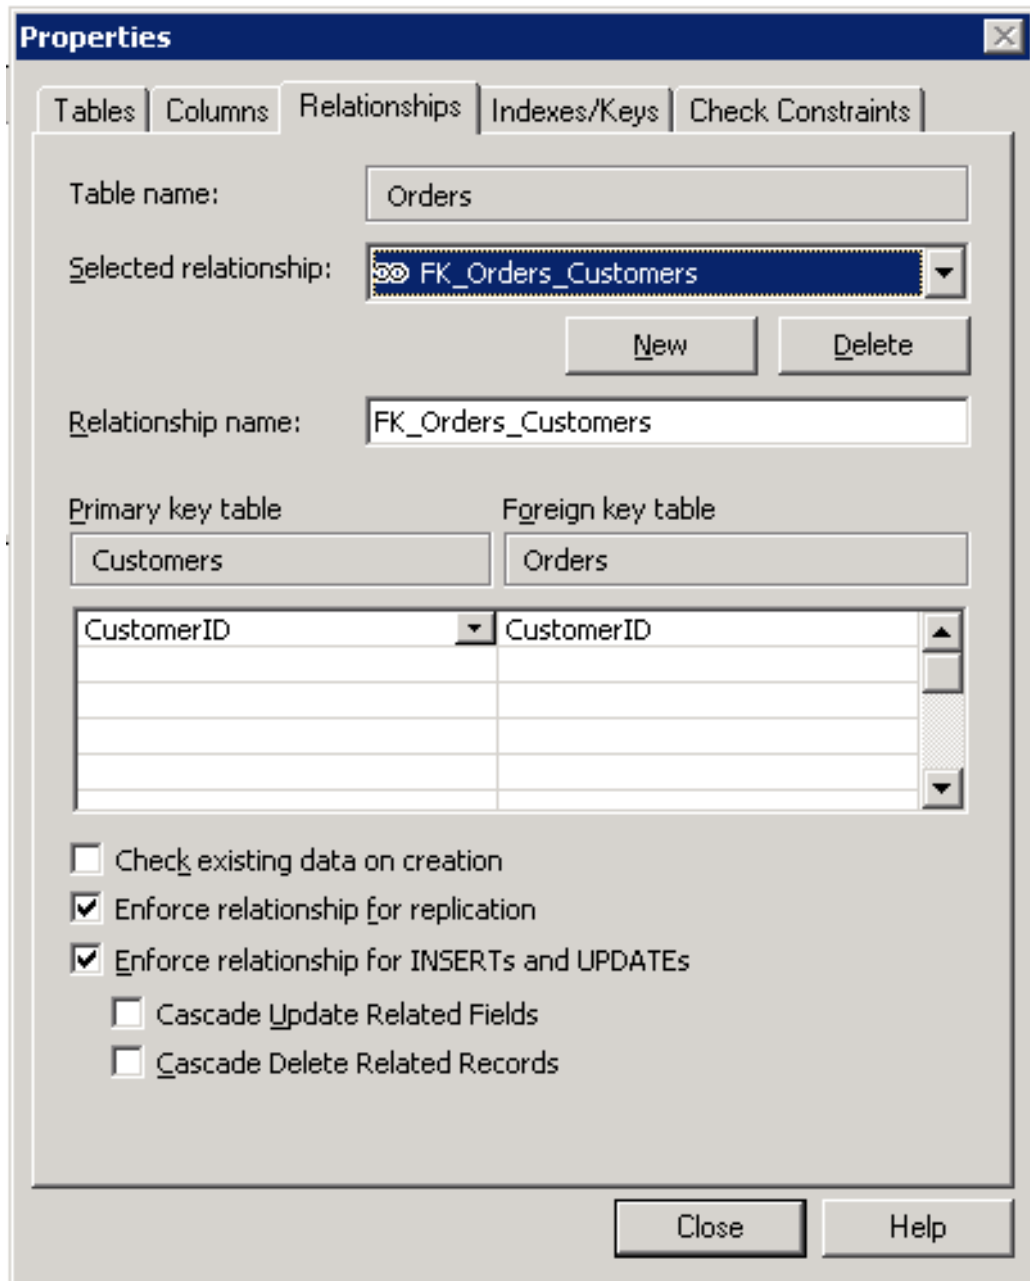 Properties
Tables Columns Relationships Indexes/Keys Check Constraints
Table name: Orders
Selected relationship: FK_Orders_Customers
New Delete
Relationship name: FK_Orders_Customers
Primary key table Foreign key table
Customers Orders
CustomerID CustomerID
Check existing data on creation
Enforce relationship for replication
Enforce relationship for INSERTs and UPDATEs
Cascade Update Related Fields
Cascade Delete Related Records
Close Help